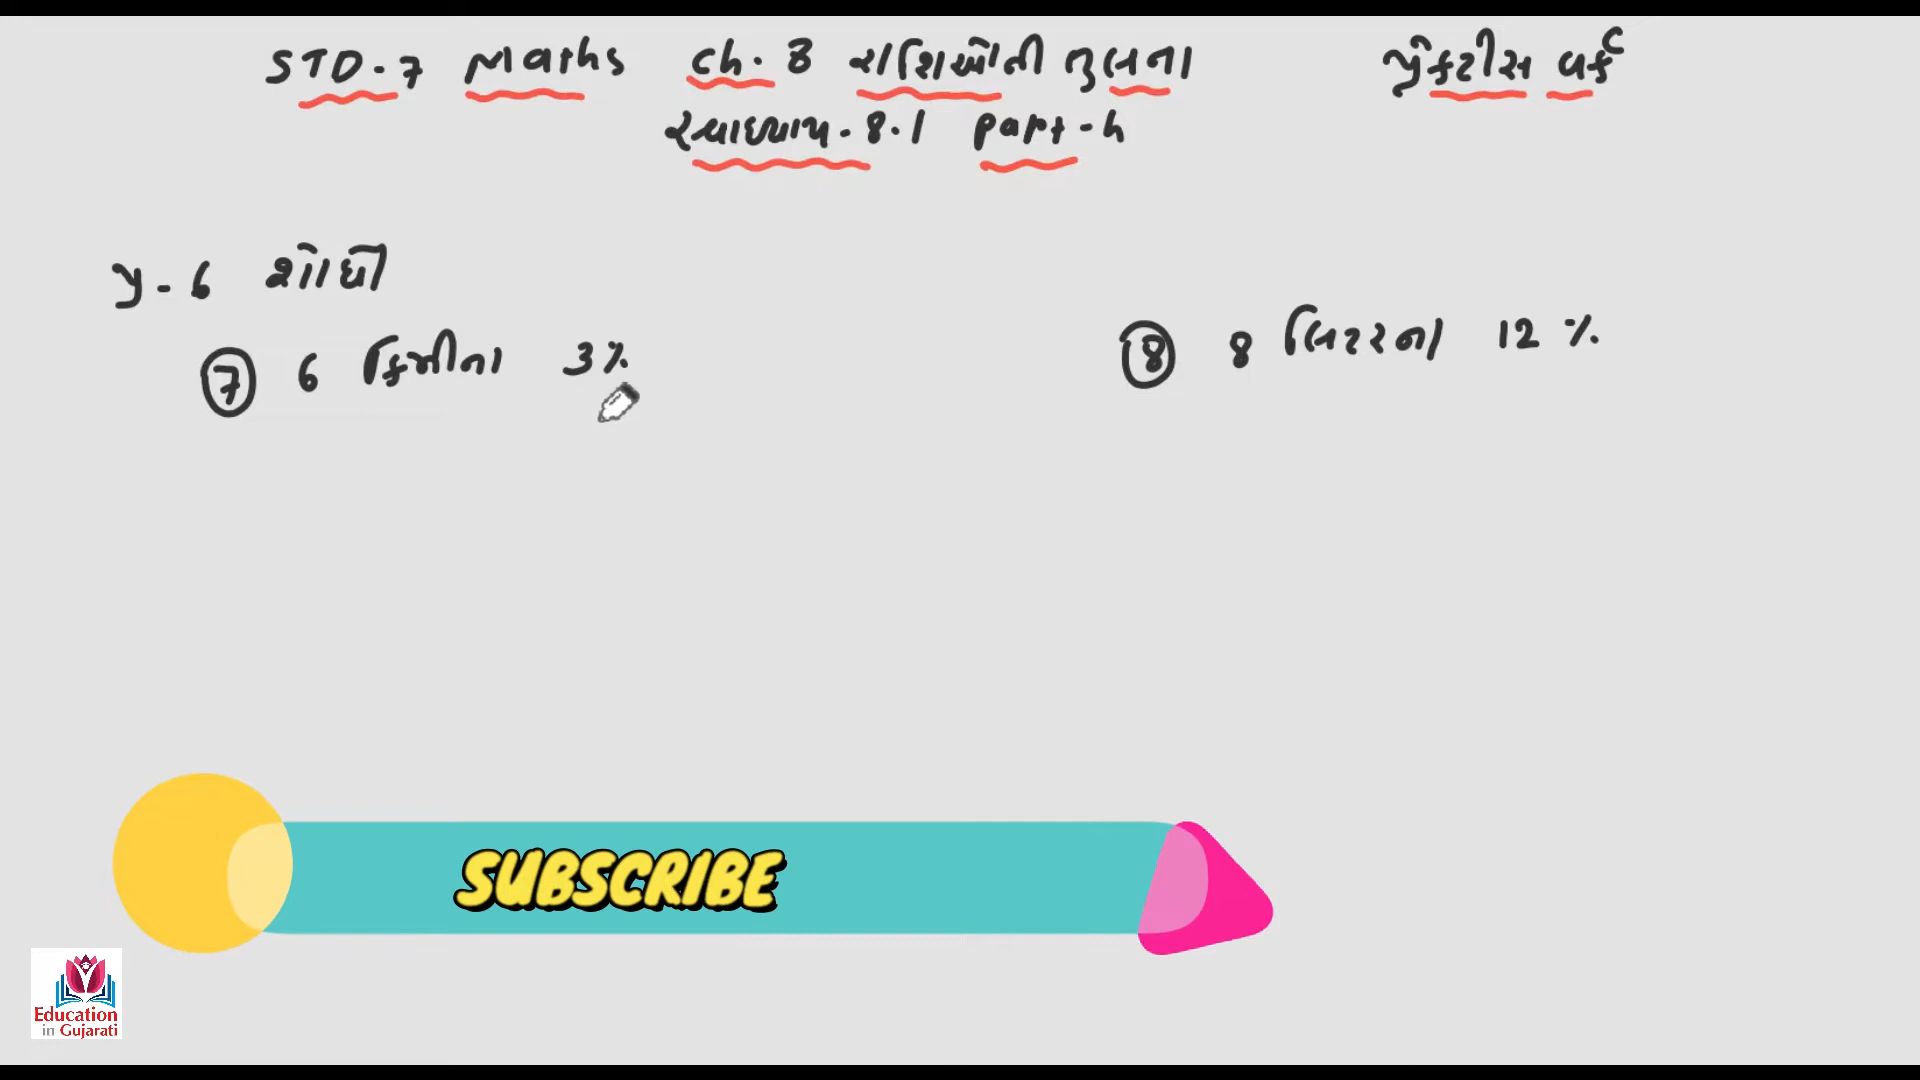 STD-7 Maths ch. 8 રાશિઓની તુલના પ્રેકટીસ વર્ક
સ્વાધ્યાય-8.1 part-h
પ્ર-6 શોધો
7 6 કિમીના 3%
8 8 લિટરના 12%
SUBSCRIBE
Education
in Gujarati